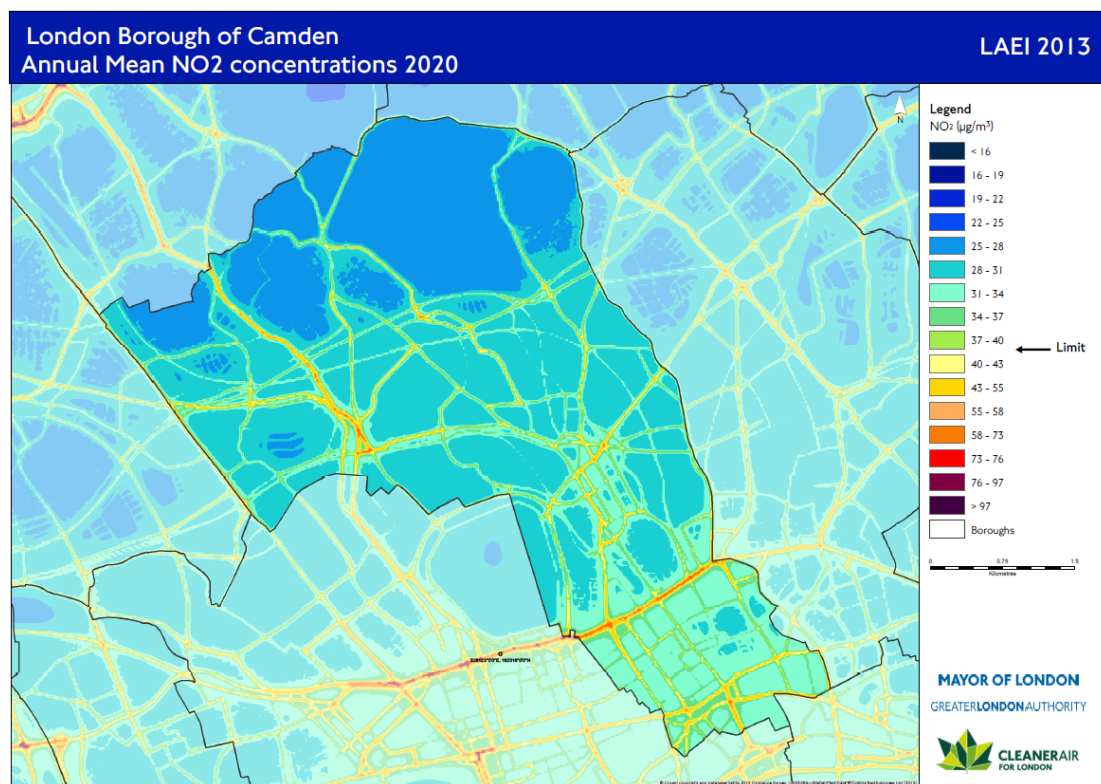 London Borough of Camden
Annual Mean NO2 concentrations 2020
LAEI 2013
N
Legend
NO₂ (µg/m³)
< 16
16 - 19
19 - 22
22 - 25
25 - 28
28 - 31
31 - 34
34 - 37
37 - 40
Limit
40 - 43
43 - 55
55 - 58
58 - 73
73 - 76
76 - 97
> 97
Boroughs
0 0.75 1.5
Kilometres
MAYOR OF LONDON
GREATERLONDONAUTHORITY
CLEANERAIR
FOR LONDON